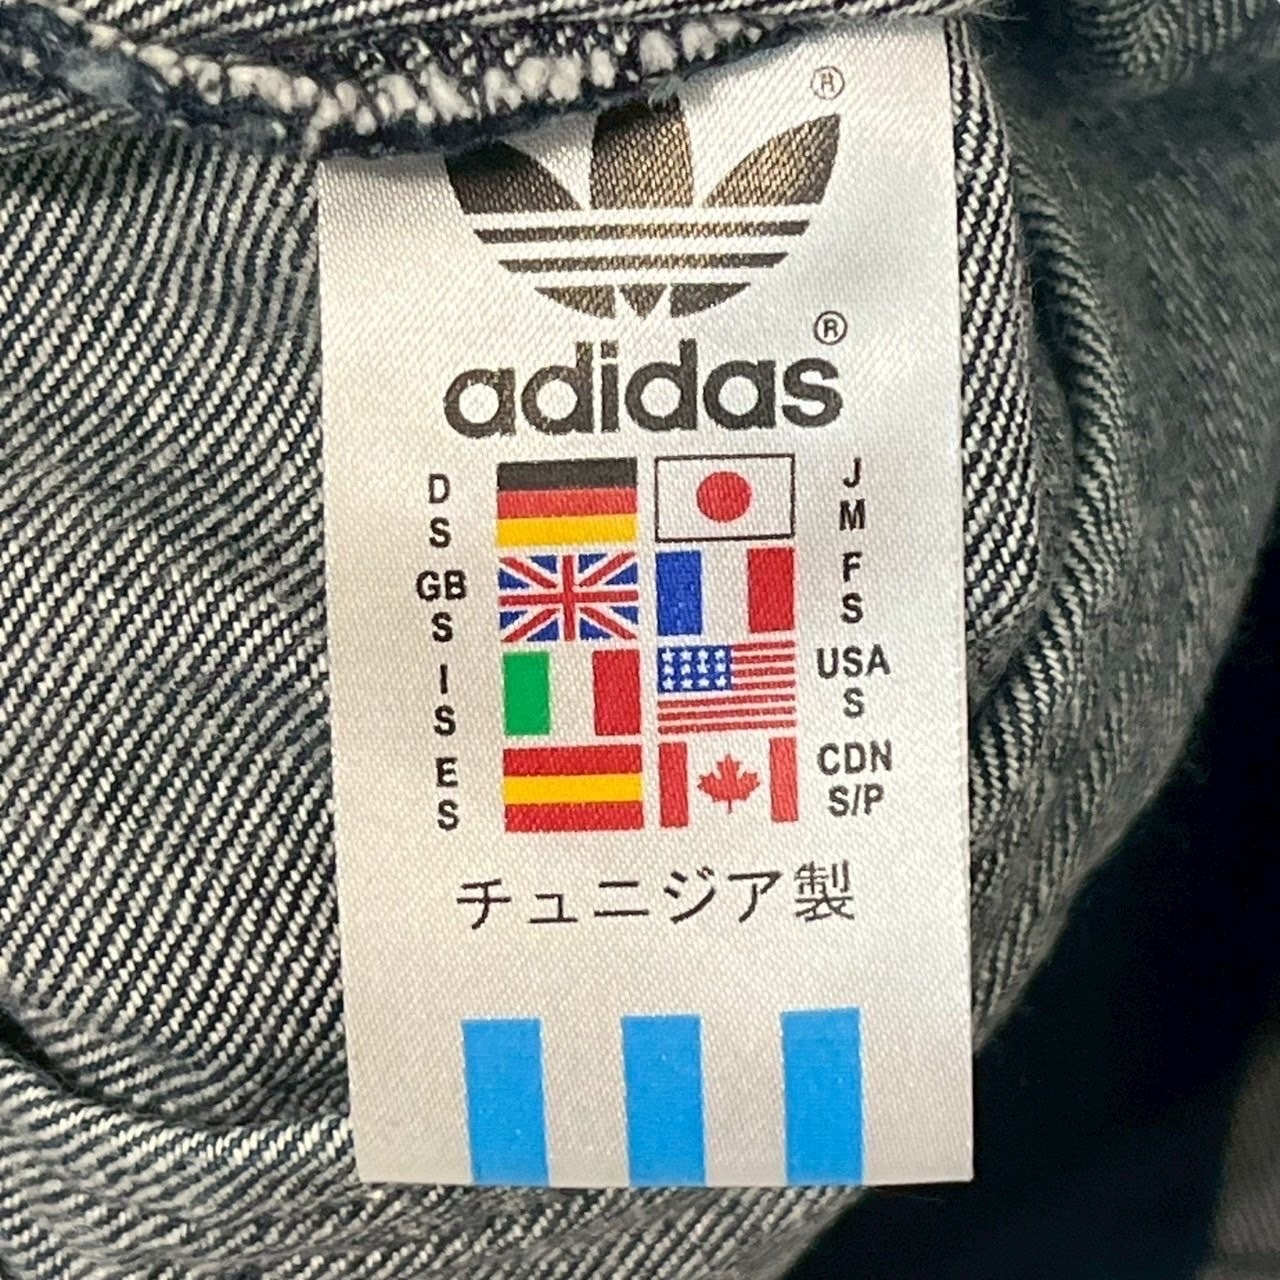 ®
adidas®
D J
S M
GB F
S S
I USA
S S
E CDN
S S/P
チュニジア製